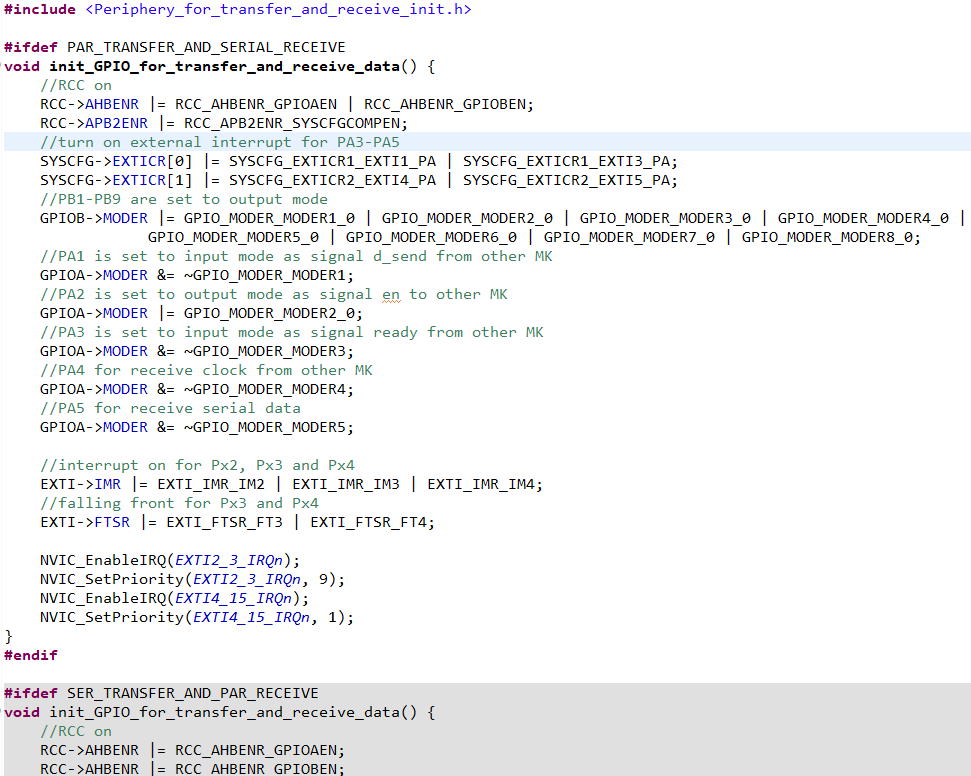 #include <Periphery_for_transfer_and_receive_init.h>
#ifdef PAR_TRANSFER_AND_SERIAL_RECEIVE
void init_GPIO_for_transfer_and_receive_data() {
//RCC on
RCC->AHBENR |= RCC_AHBENR_GPIOAEN | RCC_AHBENR_GPIOBEN;
RCC->APB2ENR |= RCC_APB2ENR_SYSCFGCOMPEN;
//turn on external interrupt for PA3-PA5
SYSCFG->EXTICR[0] |= SYSCFG_EXTICR1_EXTI1_PA | SYSCFG_EXTICR1_EXTI3_PA;
SYSCFG->EXTICR[1] |= SYSCFG_EXTICR2_EXTI4_PA | SYSCFG_EXTICR2_EXTI5_PA;
//PB1-PB9 are set to output mode
GPIOB->MODER |= GPIO_MODER_MODER1_0 | GPIO_MODER_MODER2_0 | GPIO_MODER_MODER3_0 | GPIO_MODER_MODER4_0 |
GPIO_MODER_MODER5_0 | GPIO_MODER_MODER6_0 | GPIO_MODER_MODER7_0 | GPIO_MODER_MODER8_0;
//PA1 is set to input mode as signal d_send from other MK
GPIOA->MODER &= ~GPIO_MODER_MODER1;
//PA2 is set to output mode as signal en to other MK
GPIOA->MODER |= GPIO_MODER_MODER2_0;
//PA3 is set to input mode as signal ready from other MK
GPIOA->MODER &= ~GPIO_MODER_MODER3;
//PA4 for receive clock from other MK
GPIOA->MODER &= ~GPIO_MODER_MODER4;
//PA5 for receive serial data
GPIOA->MODER &= ~GPIO_MODER_MODER5;
//interrupt on for Px2, Px3 and Px4
EXTI->IMR |= EXTI_IMR_IM2 | EXTI_IMR_IM3 | EXTI_IMR_IM4;
//falling front for Px3 and Px4
EXTI->FTSR |= EXTI_FTSR_FT3 | EXTI_FTSR_FT4;
NVIC_EnableIRQ(EXTI2_3_IRQn);
NVIC_SetPriority(EXTI2_3_IRQn, 9);
NVIC_EnableIRQ(EXTI4_15_IRQn);
NVIC_SetPriority(EXTI4_15_IRQn, 1);
}
#endif
#ifdef SER_TRANSFER_AND_PAR_RECEIVE
void init_GPIO_for_transfer_and_receive_data() {
//RCC on
RCC->AHBENR |= RCC_AHBENR_GPIOAEN;
RCC->AHBENR |= RCC_AHBENR_GPIOBEN;